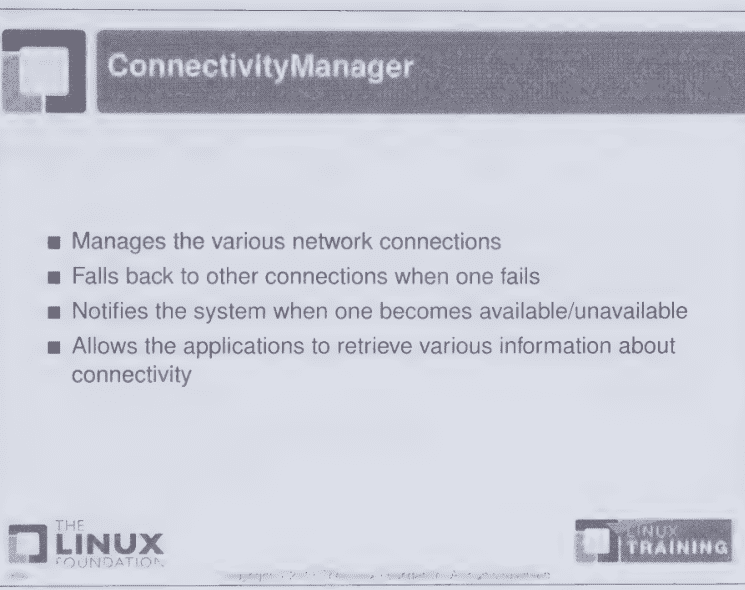 ConnectivityManager
■ Manages the various network connections
■ Falls back to other connections when one fails
■ Notifies the system when one becomes available/unavailable
■ Allows the applications to retrieve various information about
connectivity
THE
LINUX
FOUNDATION
LINUX
TRAINING